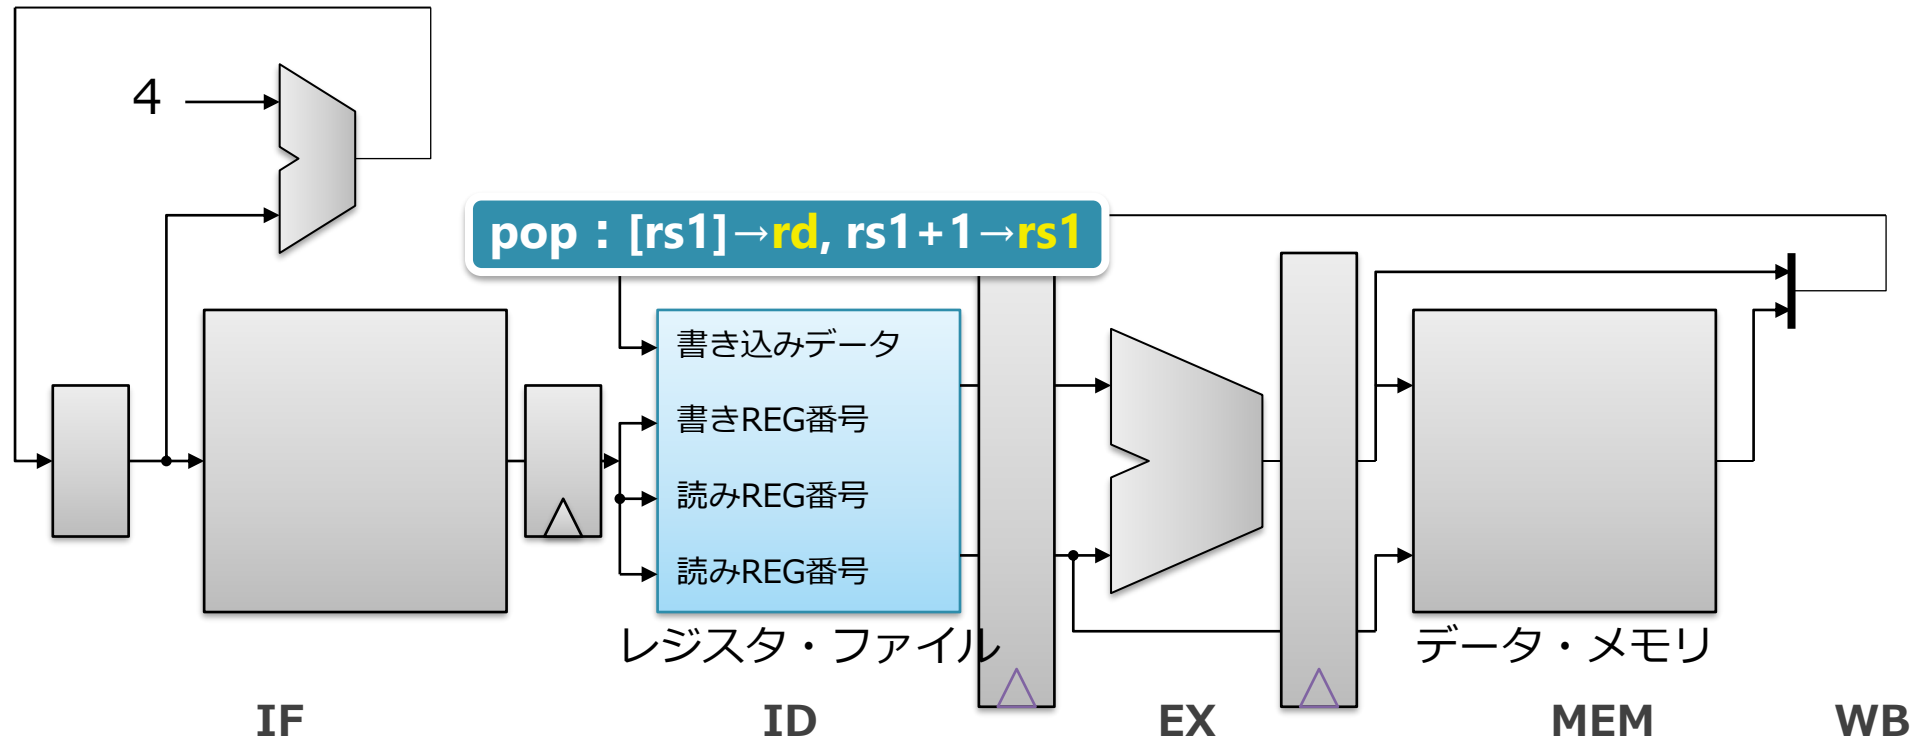 4
pop：[rs1]→rd, rs1+1→rs1
書き込みデータ
書きREG番号
読みREG番号
読みREG番号
レジスタ・ファイル
データ・メモリ
IF
ID
EX
MEM
WB